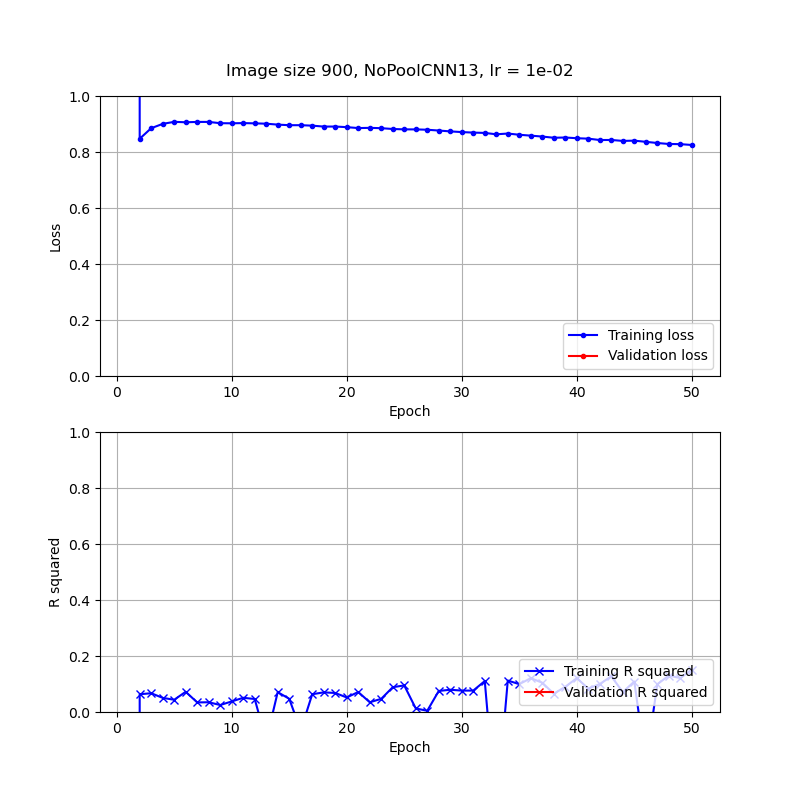 Image size 900, NoPoolCNN13, lr = 1e-02
1.0
0.8
0.6
0.4
0.2
0.0
Loss
Training loss
Validation loss
0 10 20 30 40 50
Epoch
1.0
0.8
0.6
0.4
0.2
0.0
R squared
Training R squared
Validation R squared
0 10 20 30 40 50
Epoch